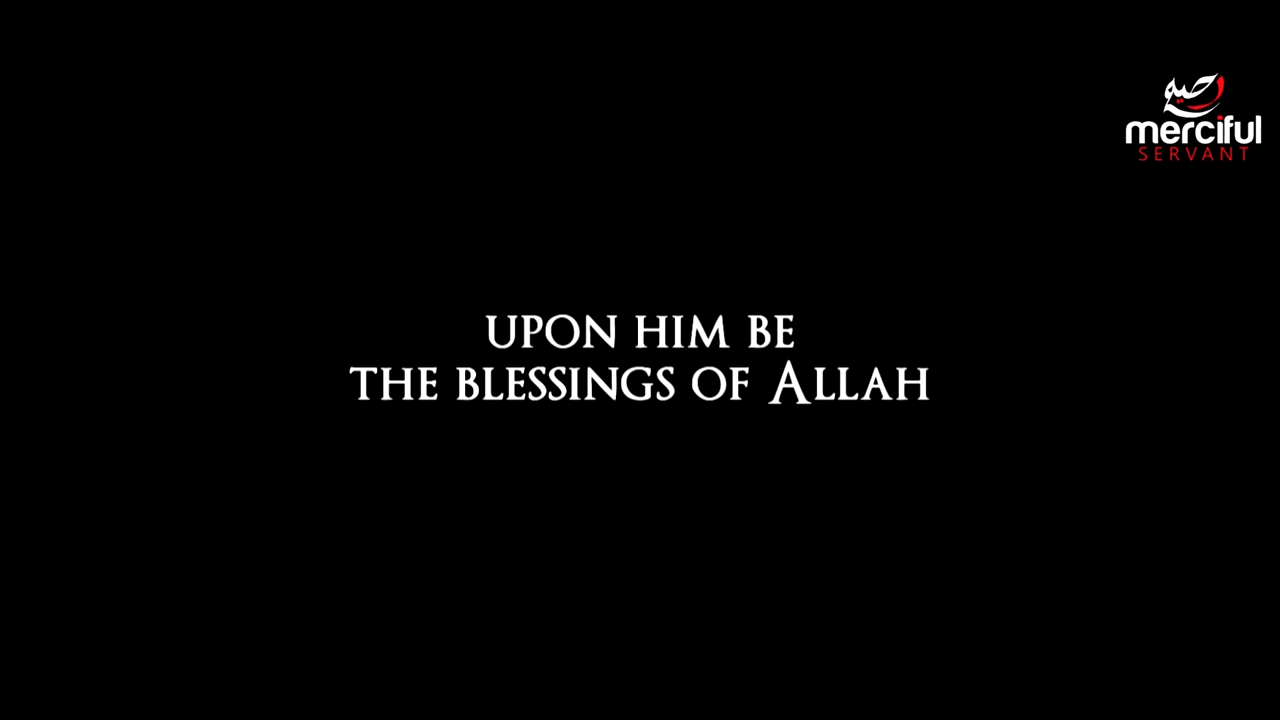 merciful
SERVANT
UPON HIM BE
THE BLESSINGS OF ALLAH